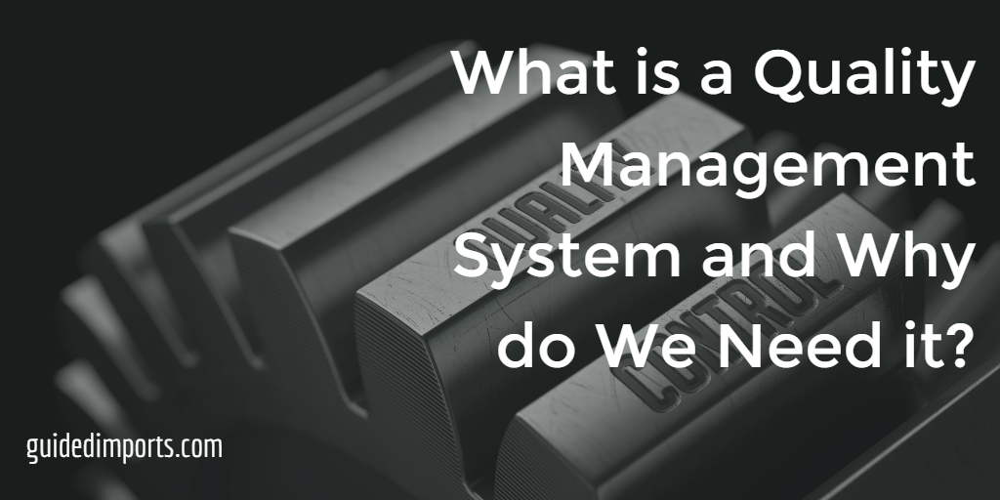 What is a Quality
Management
System and Why
do We Need it?
QUALITY
CONTROL
guidedimports.com